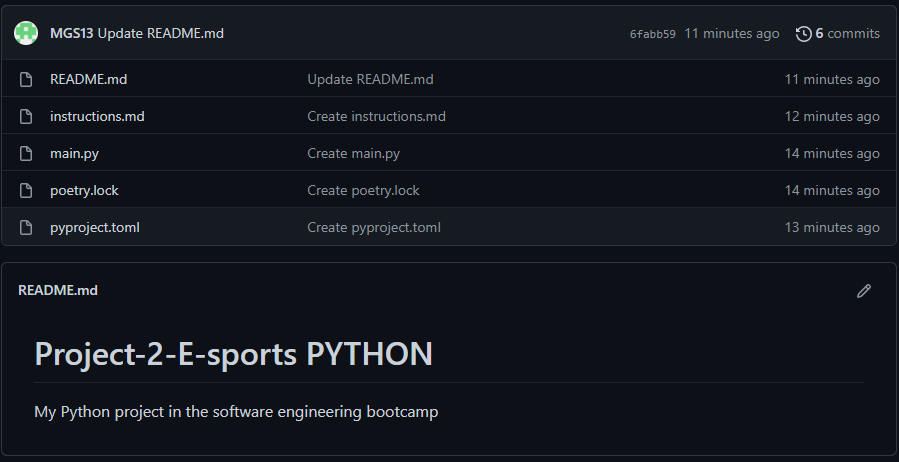 MGS13 Update README.md 6fabb59 11 minutes ago 6 commits
README.md Update README.md 11 minutes ago
instructions.md Create instructions.md 12 minutes ago
main.py Create main.py 14 minutes ago
poetry.lock Create poetry.lock 14 minutes ago
pyproject.toml Create pyproject.toml 13 minutes ago
README.md
Project-2-E-sports PYTHON
My Python project in the software engineering bootcamp